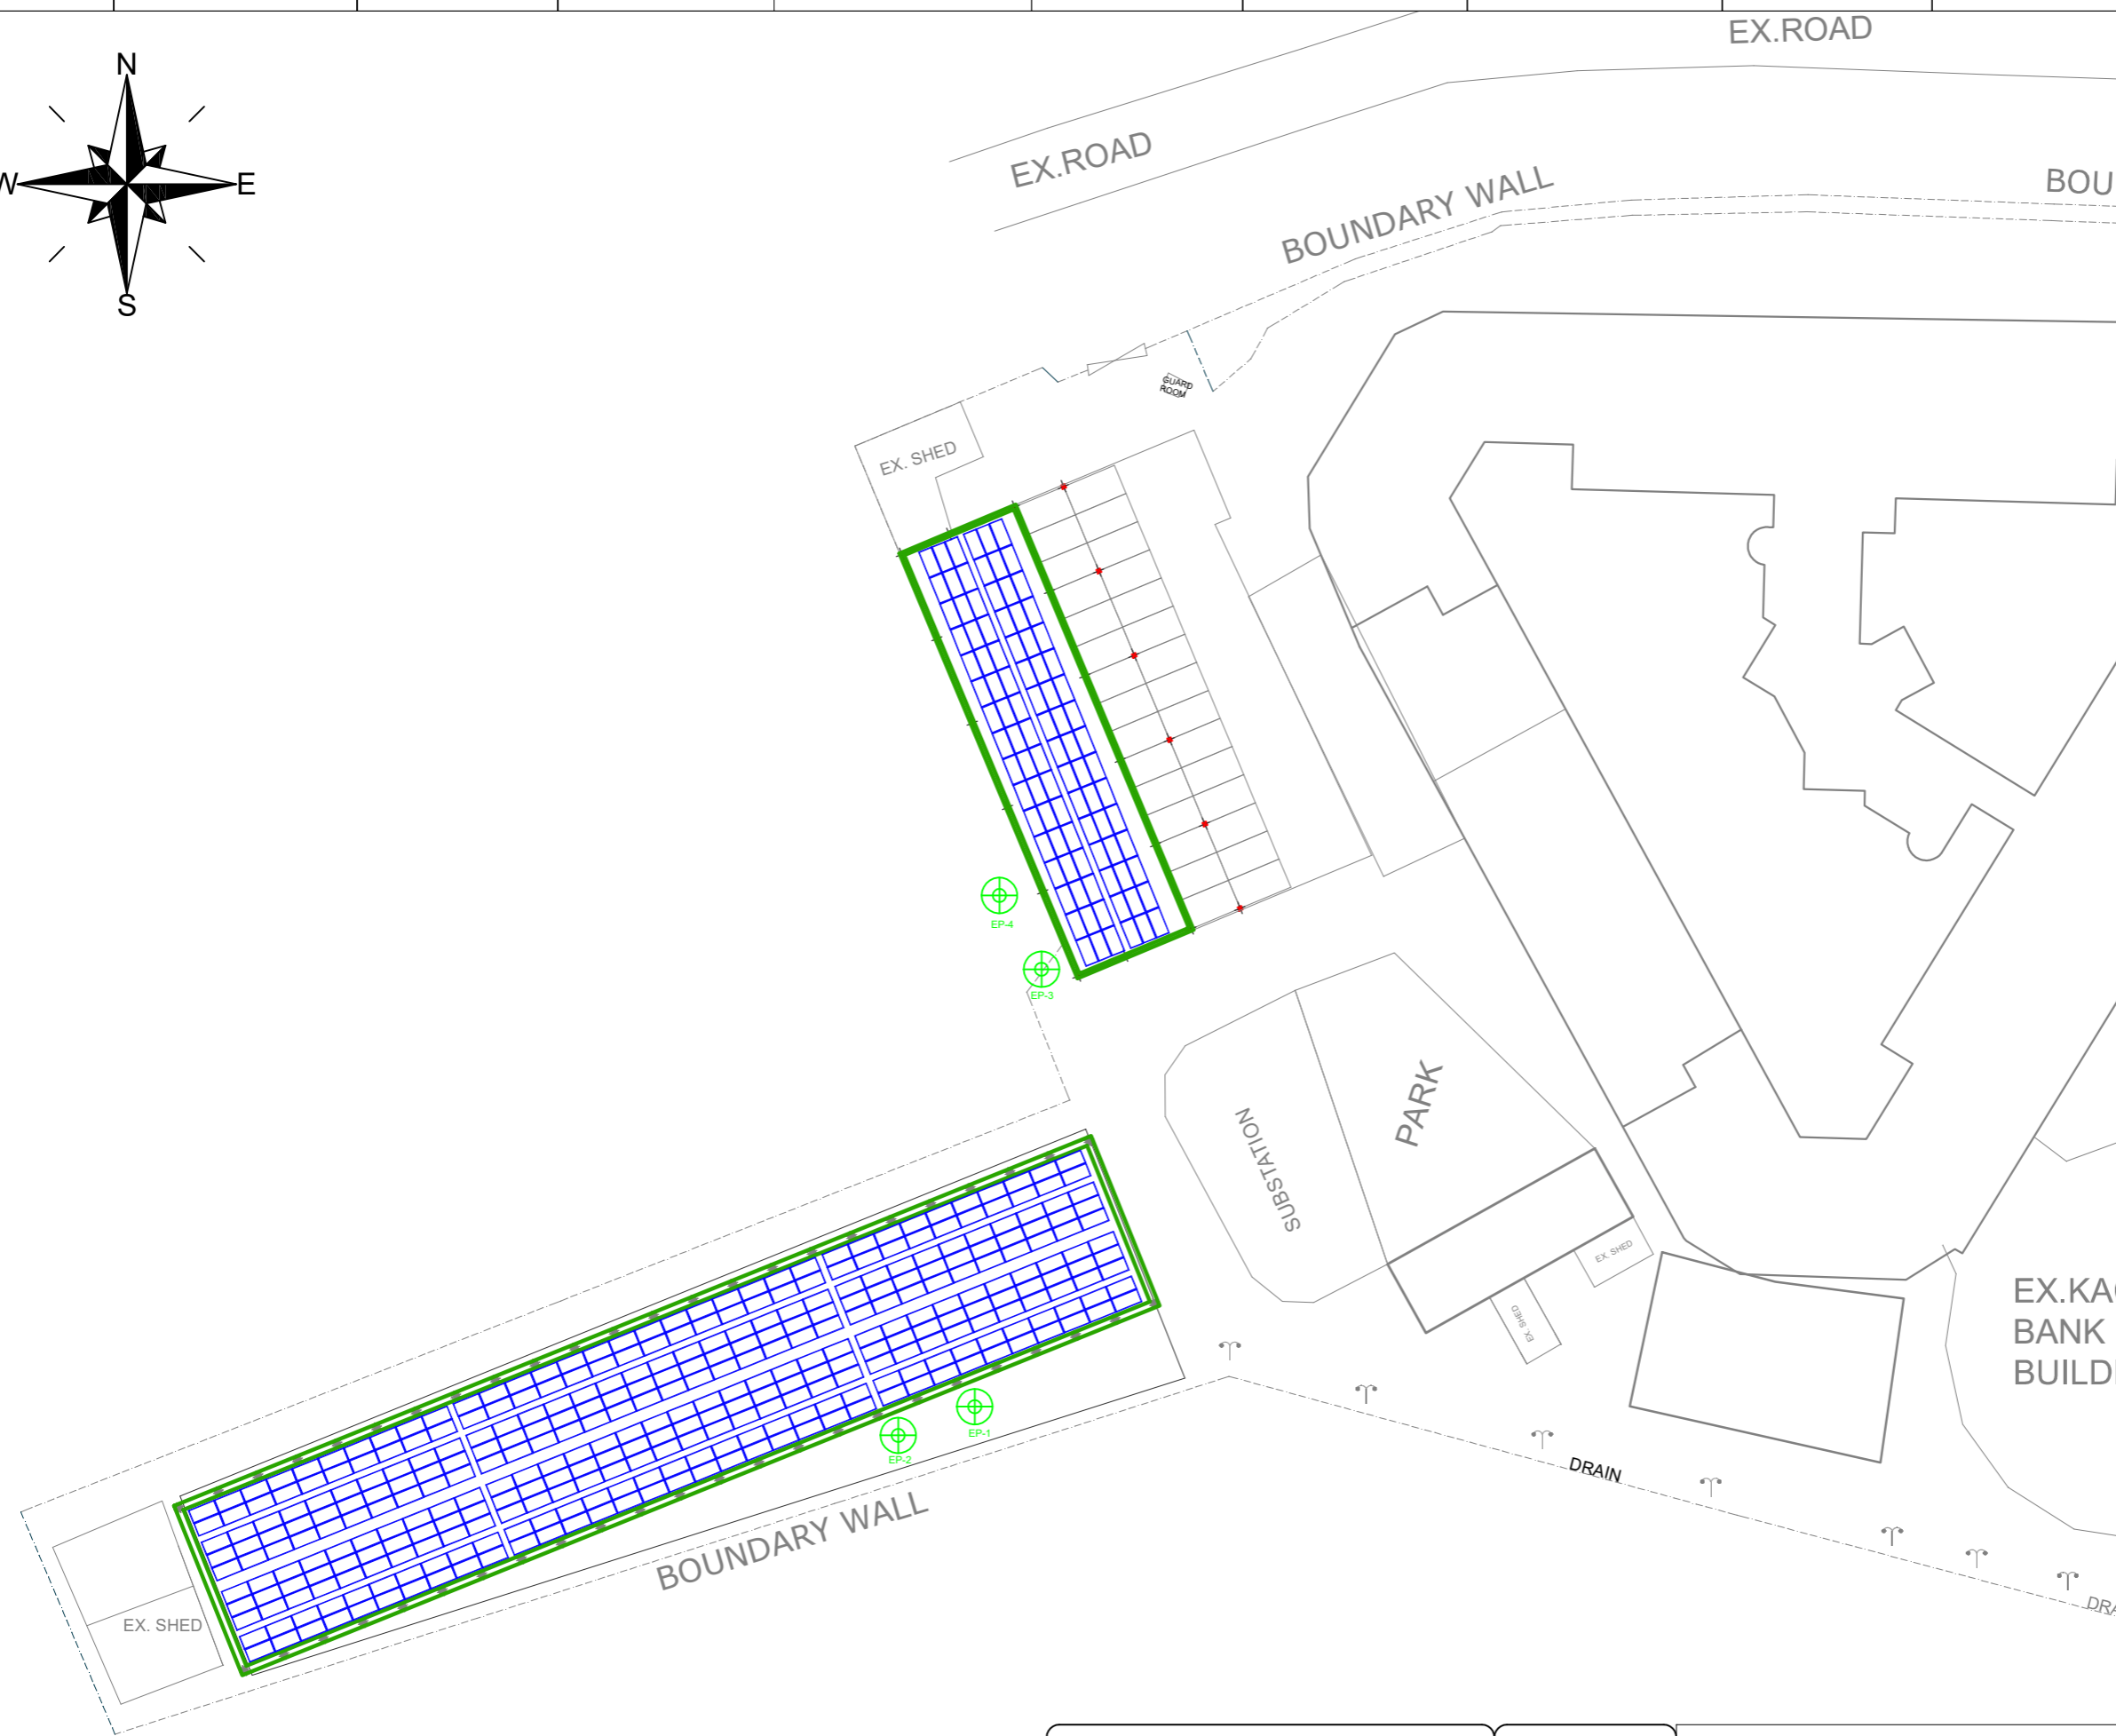 EX.ROAD
N
EX.ROAD
BOUNDARY WALL
BOU
W
E
S
GUARD
ROOM
EX. SHED
EP-4
EP-3
PARK
SUBSTATION
EX. SHED
EX. SHED
EX.KA
BANK
BUILD
EP-1
EP-2
DRAIN
BOUNDARY WALL
DRA
EX. SHED